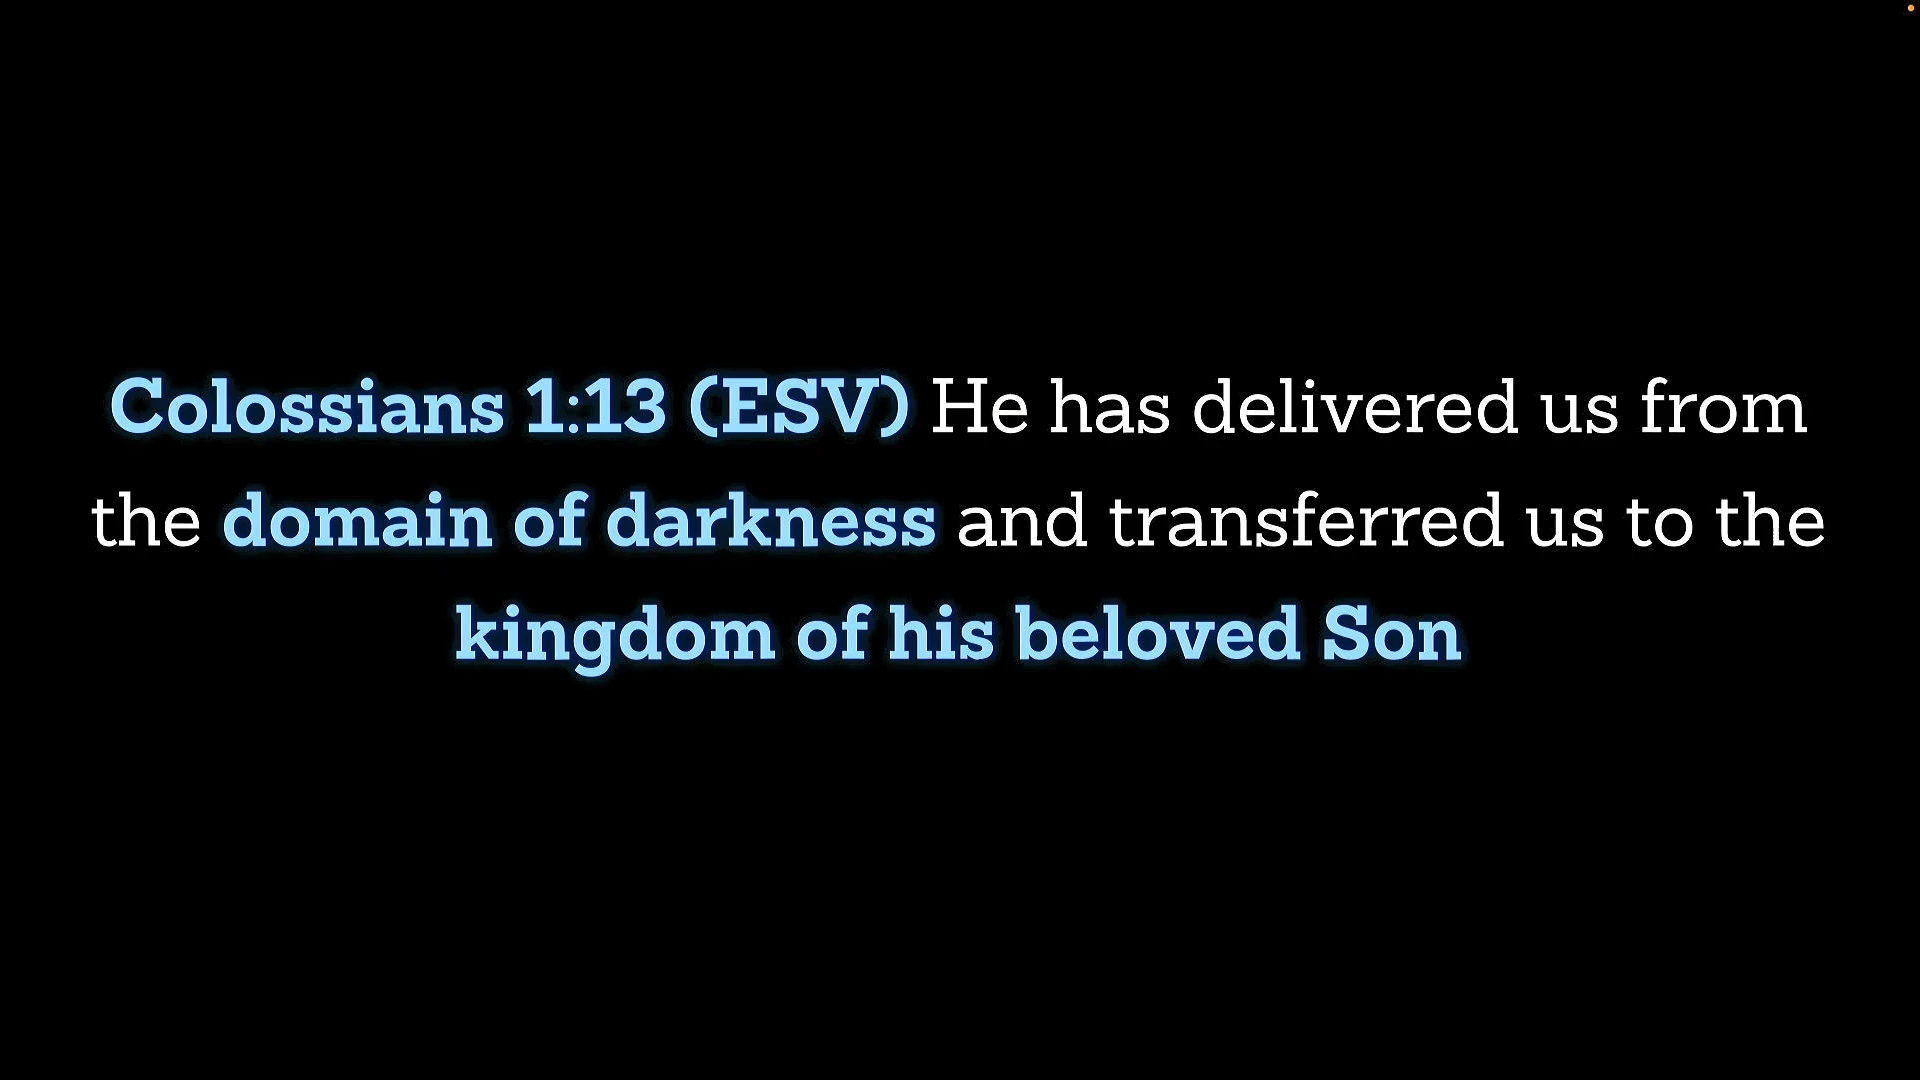 Colossians 1:13 (ESV) He has delivered us from
the domain of darkness and transferred us to the
kingdom of his beloved Son